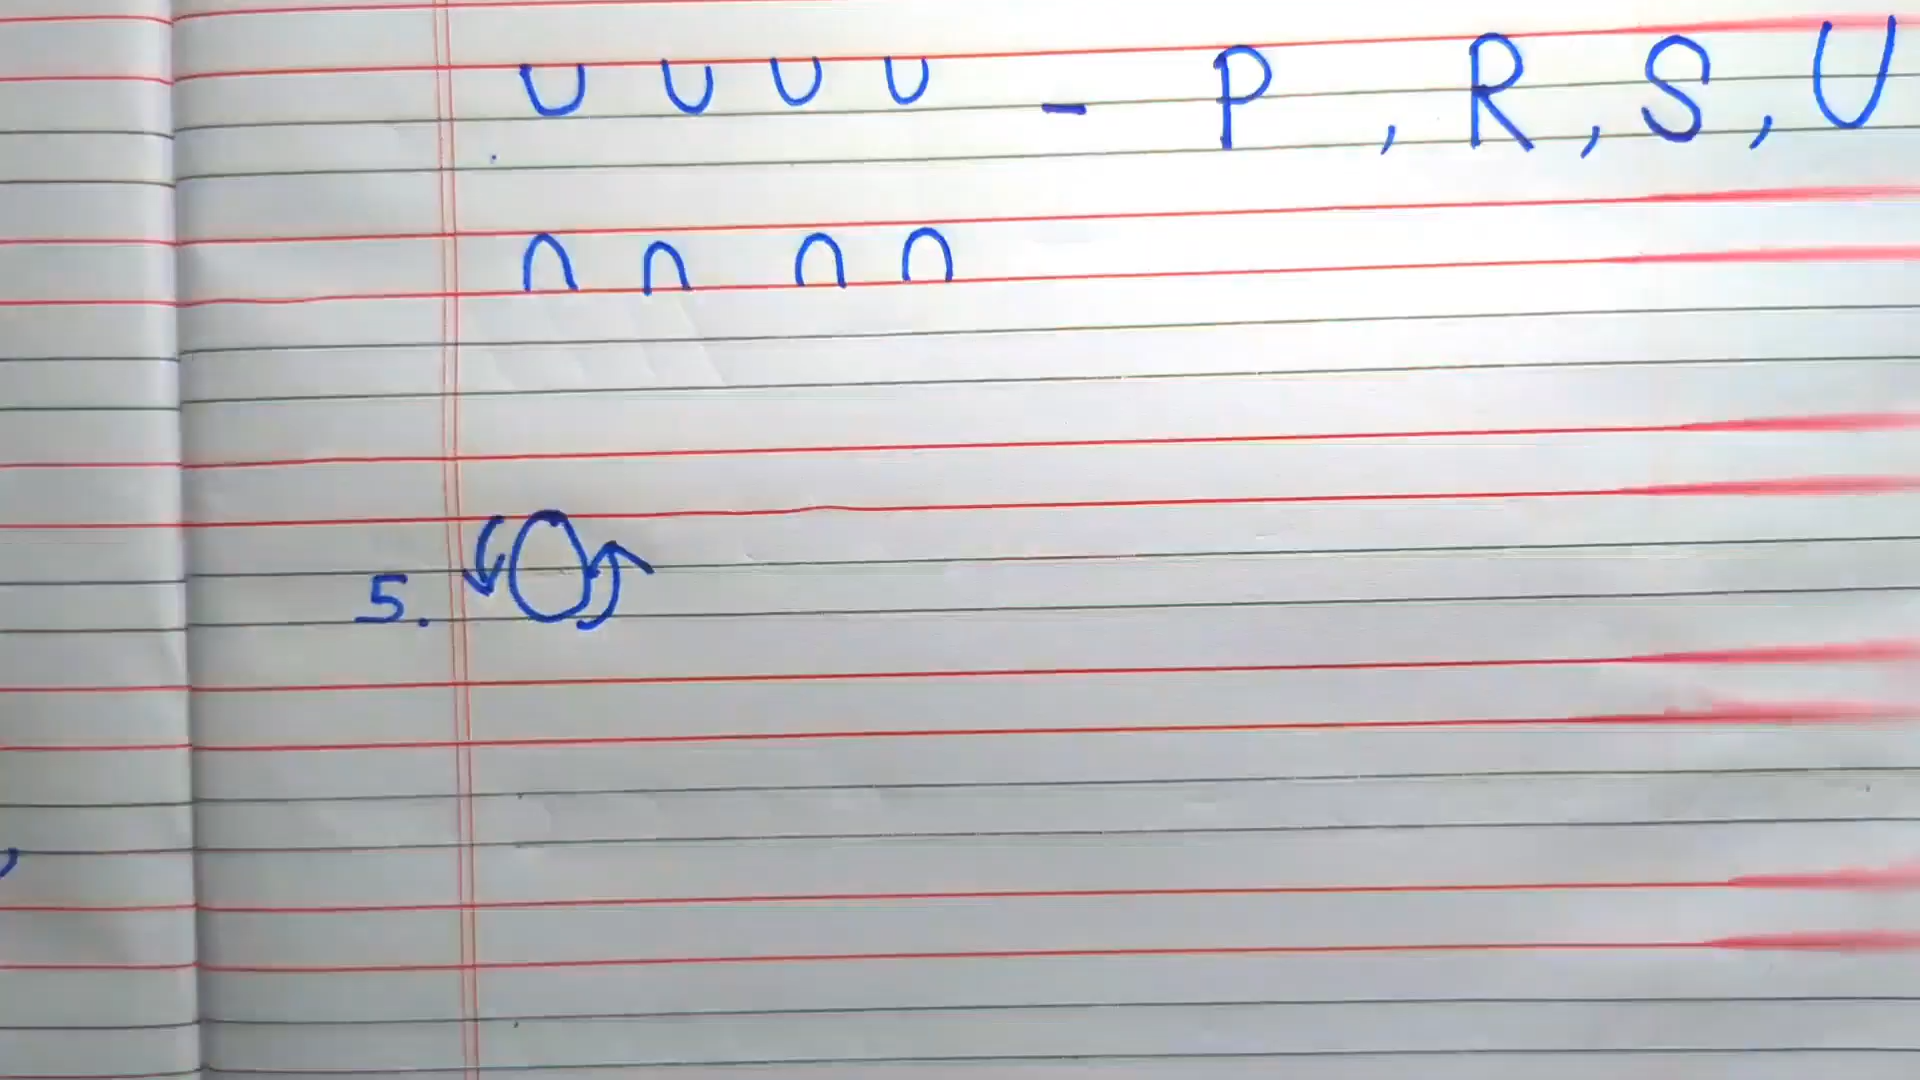 U U U U - P , R , S , U
∩ ∩ ∩ ∩
5. O